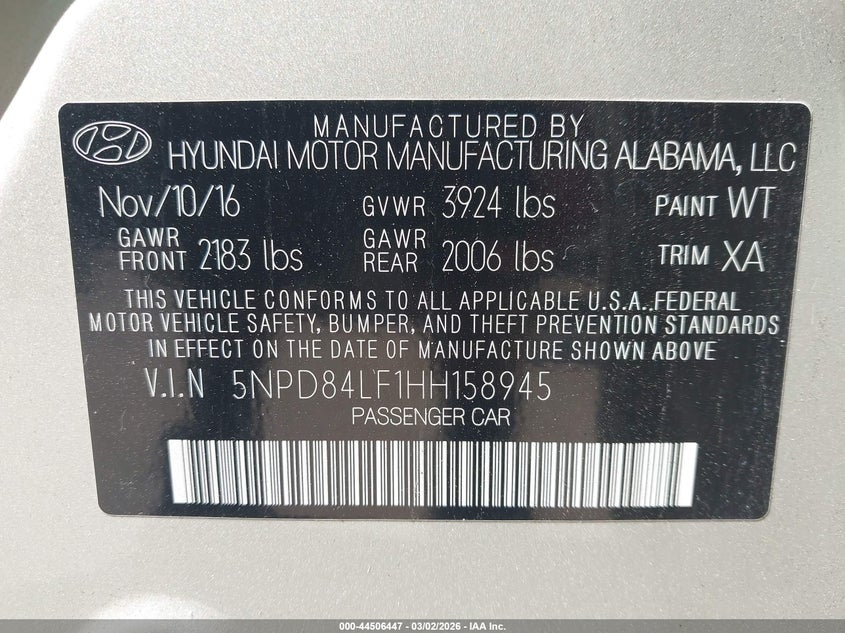 MANUFACTURED BY
HYUNDAI MOTOR MANUFACTURING ALABAMA, LLC
Nov/10/16 GVWR 3924 lbs PAINT WT
GAWR FRONT 2183 lbs GAWR REAR 2006 lbs TRIM XA
THIS VEHICLE CONFORMS TO ALL APPLICABLE U.S.A. FEDERAL
MOTOR VEHICLE SAFETY, BUMPER, AND THEFT PREVENTION STANDARDS
IN EFFECT ON THE DATE OF MANUFACTURE SHOWN ABOVE
V.I.N 5NPD84LF1HH158945
PASSENGER CAR
000-44506447 - 03/02/2026 - IAA Inc.